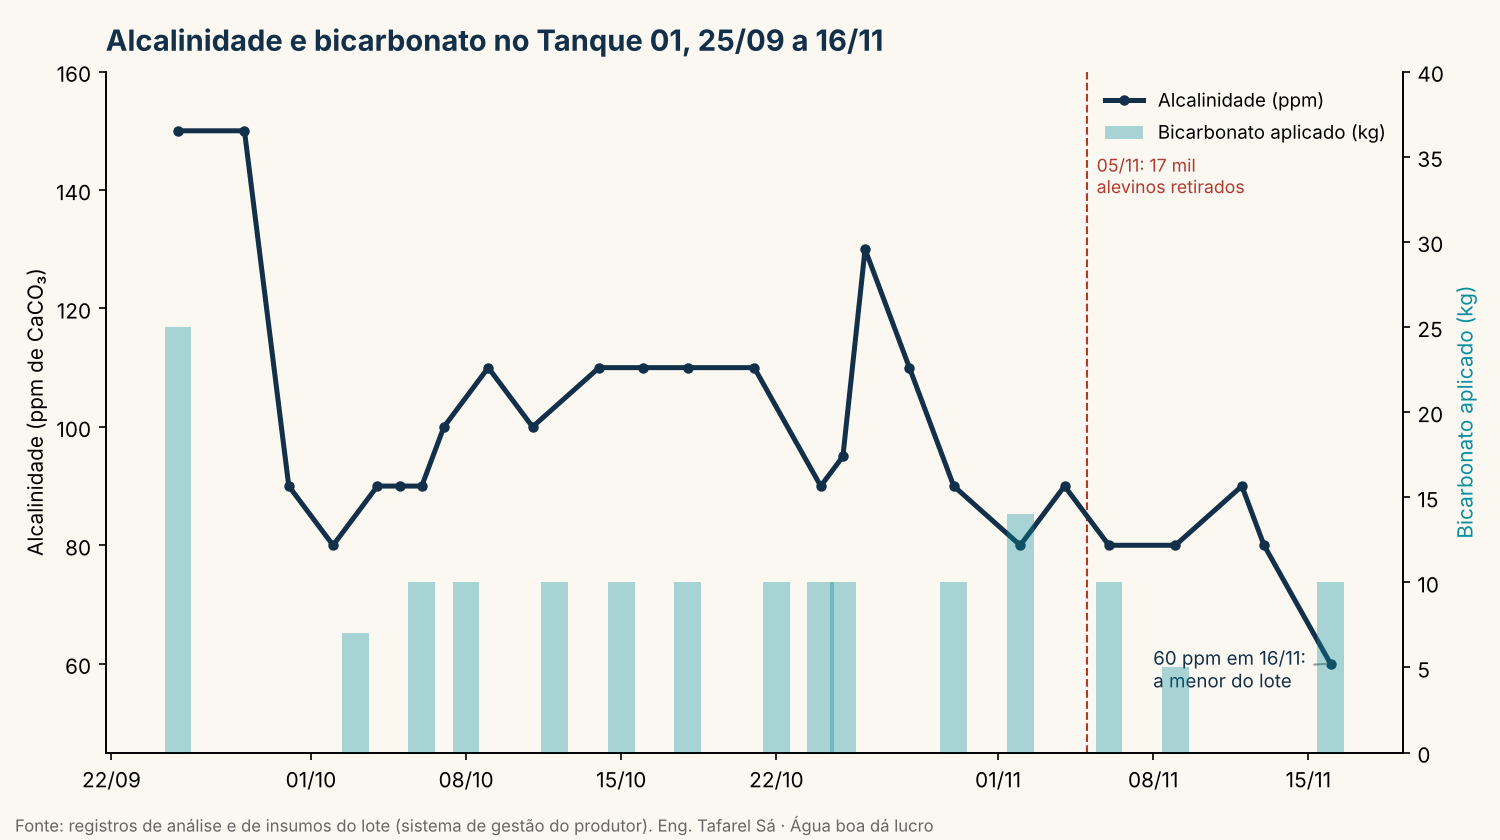 Alcalinidade e bicarbonato no Tanque 01, 25/09 a 16/11
160
140
120
100
80
60
Alcalinidade (ppm de CaCO₃)
40
35
30
25
20
15
10
5
0
Bicarbonato aplicado (kg)
Alcalinidade (ppm)
Bicarbonato aplicado (kg)
05/11: 17 mil
alevinos retirados
60 ppm em 16/11:
a menor do lote
22/09
01/10
08/10
15/10
22/10
01/11
08/11
15/11
Fonte: registros de análise e de insumos do lote (sistema de gestão do produtor). Eng. Tafarel Sá · Água boa dá lucro